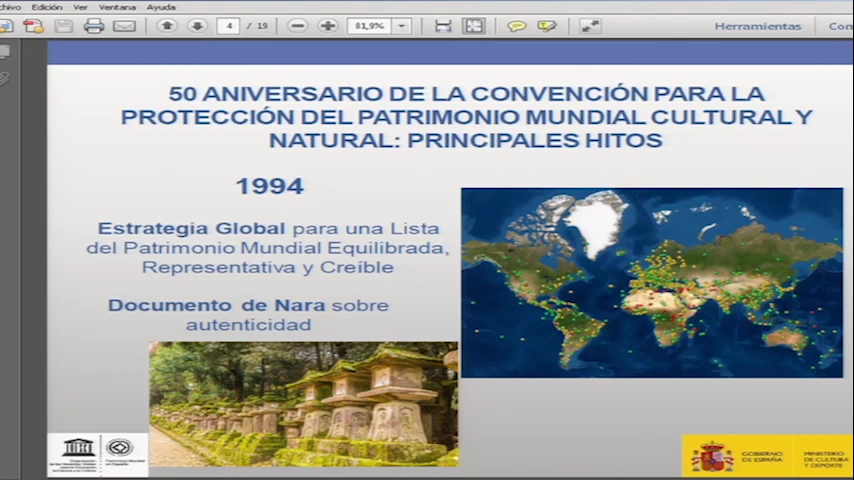 chivo Edición Ver Ventana Ayuda
4 / 19 81,9%
Herramientas Con
50 ANIVERSARIO DE LA CONVENCIÓN PARA LA
PROTECCIÓN DEL PATRIMONIO MUNDIAL CULTURAL Y
NATURAL: PRINCIPALES HITOS
1994
Estrategia Global para una Lista
del Patrimonio Mundial Equilibrada,
Representativa y Creíble
Documento de Nara sobre
autenticidad
GOBIERNO
DE ESPAÑA
MINISTERIO
DE CULTURA
Y DEPORTE